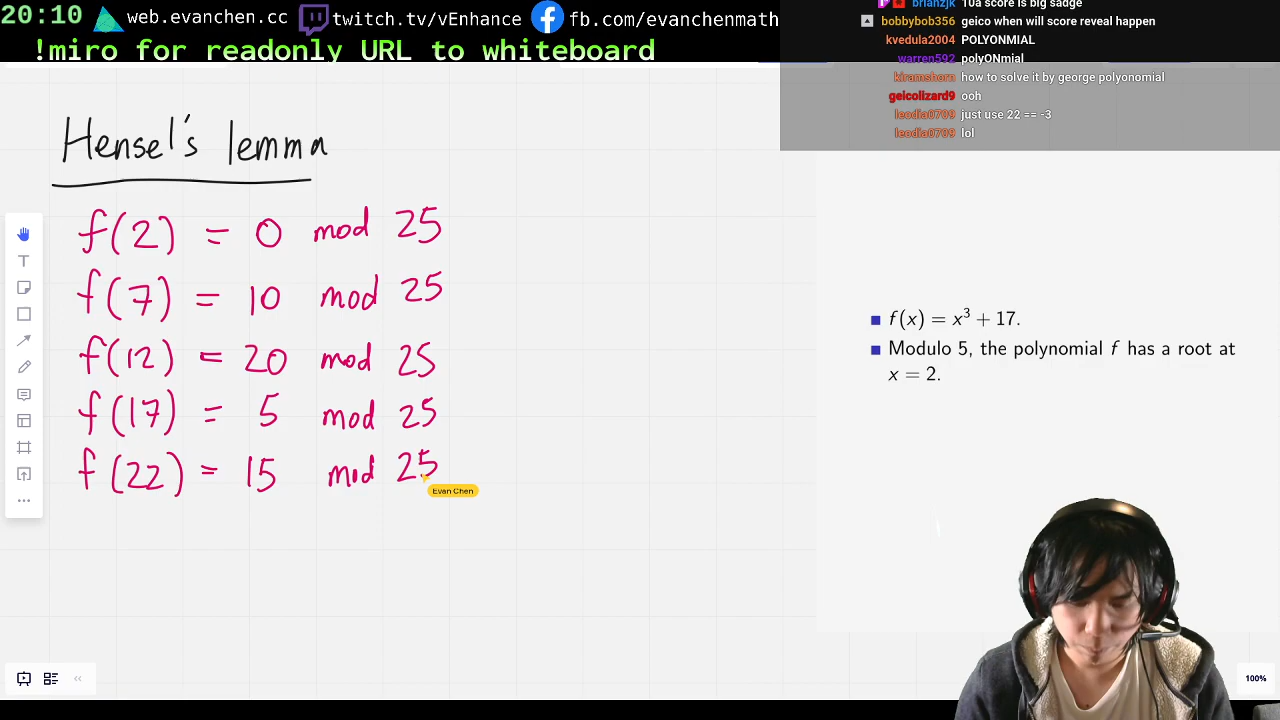 20:10 web.evanchen.cc twitch.tv/vEnhance fb.com/evanchenmath
!miro for readonly URL to whiteboard
brianzjk 10a score is big sadge
bobbybob356 geico when will score reveal happen
kvedula2004 POLYONMIAL
warren592 polyONmial
kiramshorn how to solve it by george polyonomial
geicolizard9 ooh
leodia0709 just use 22 == -3
leodia0709 lol
Hensel's lemma
f(2) = 0 mod 25
f(7) = 10 mod 25
f(12) = 20 mod 25
f(17) = 5 mod 25
f(22) = 15 mod 25
Evan Chen
f(x) = x³ + 17.
Modulo 5, the polynomial f has a root at
x = 2.
100%